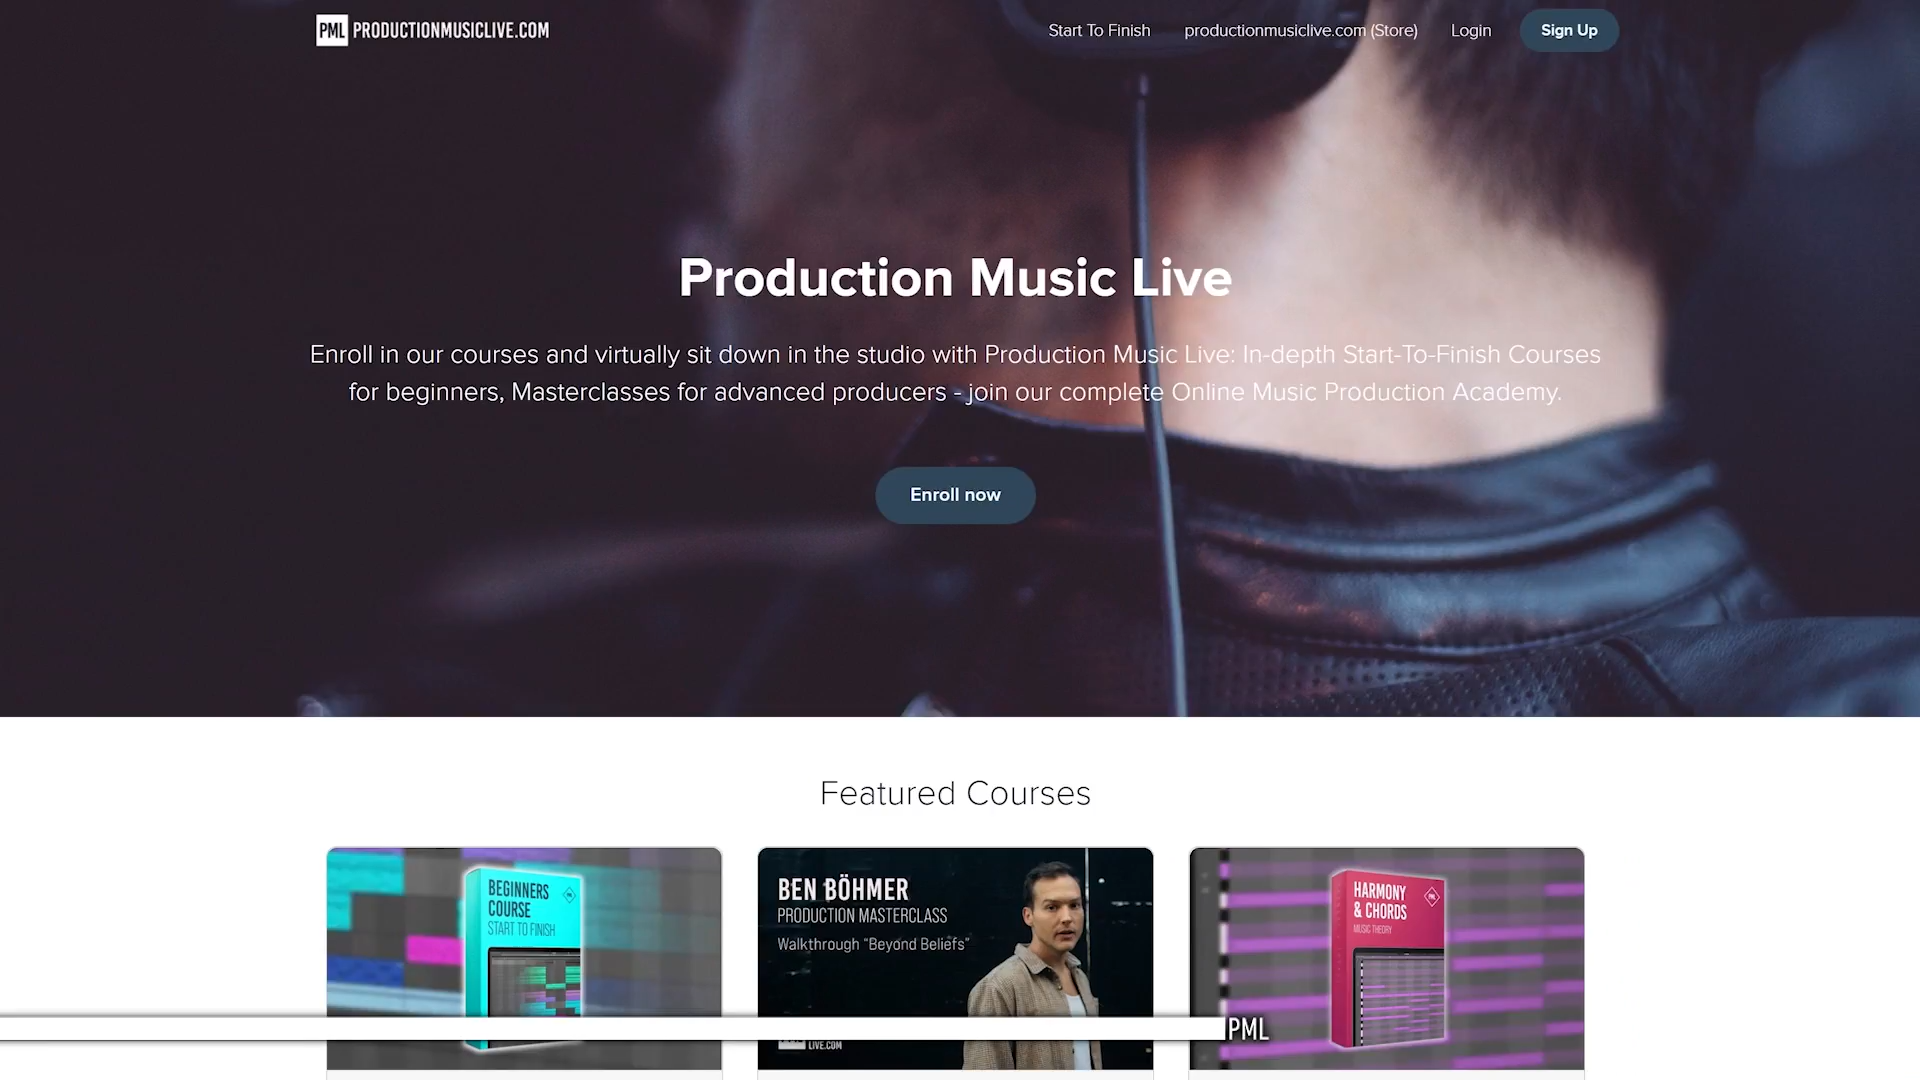 PML PRODUCTIONMUSICLIVE.COM
Start To Finish
productionmusiclive.com (Store)
Login
Sign Up
Production Music Live
Enroll in our courses and virtually sit down in the studio with Production Music Live: In-depth Start-To-Finish Courses
for beginners, Masterclasses for advanced producers - join our complete Online Music Production Academy.
Enroll now
Featured Courses
BEGINNERS
COURSE
START TO FINISH
BEN BÖHMER
PRODUCTION MASTERCLASS
Walkthrough "Beyond Beliefs"
LIVE.COM
HARMONY
& CHORDS
MUSIC THEORY
PML